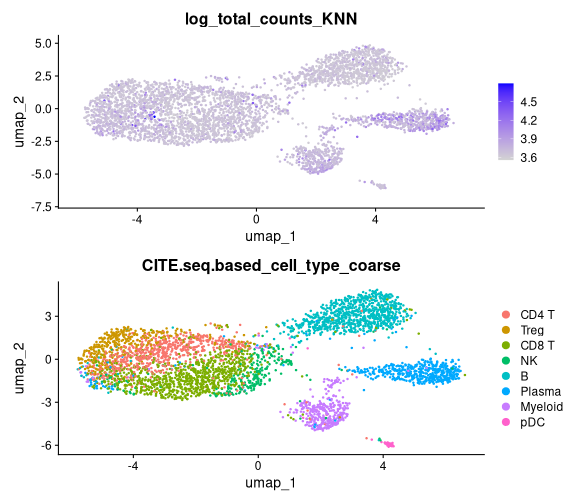 log_total_counts_KNN
5.0
2.5
0.0
-2.5
-5.0
-7.5
umap_2
-4
0
4
umap_1
4.5
4.2
3.9
3.6
CITE.seq.based_cell_type_coarse
3
0
-3
-6
umap_2
-4
0
4
umap_1
CD4 T
Treg
CD8 T
NK
B
Plasma
Myeloid
pDC